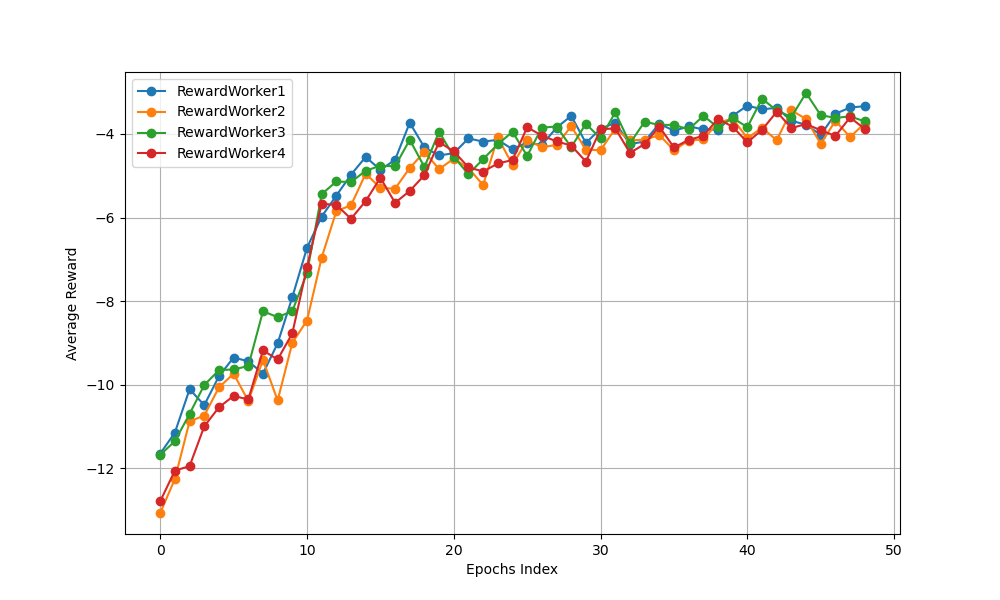 RewardWorker1
RewardWorker2
RewardWorker3
RewardWorker4
−4
−6
−8
−10
−12
Average Reward
0 10 20 30 40 50
Epochs Index